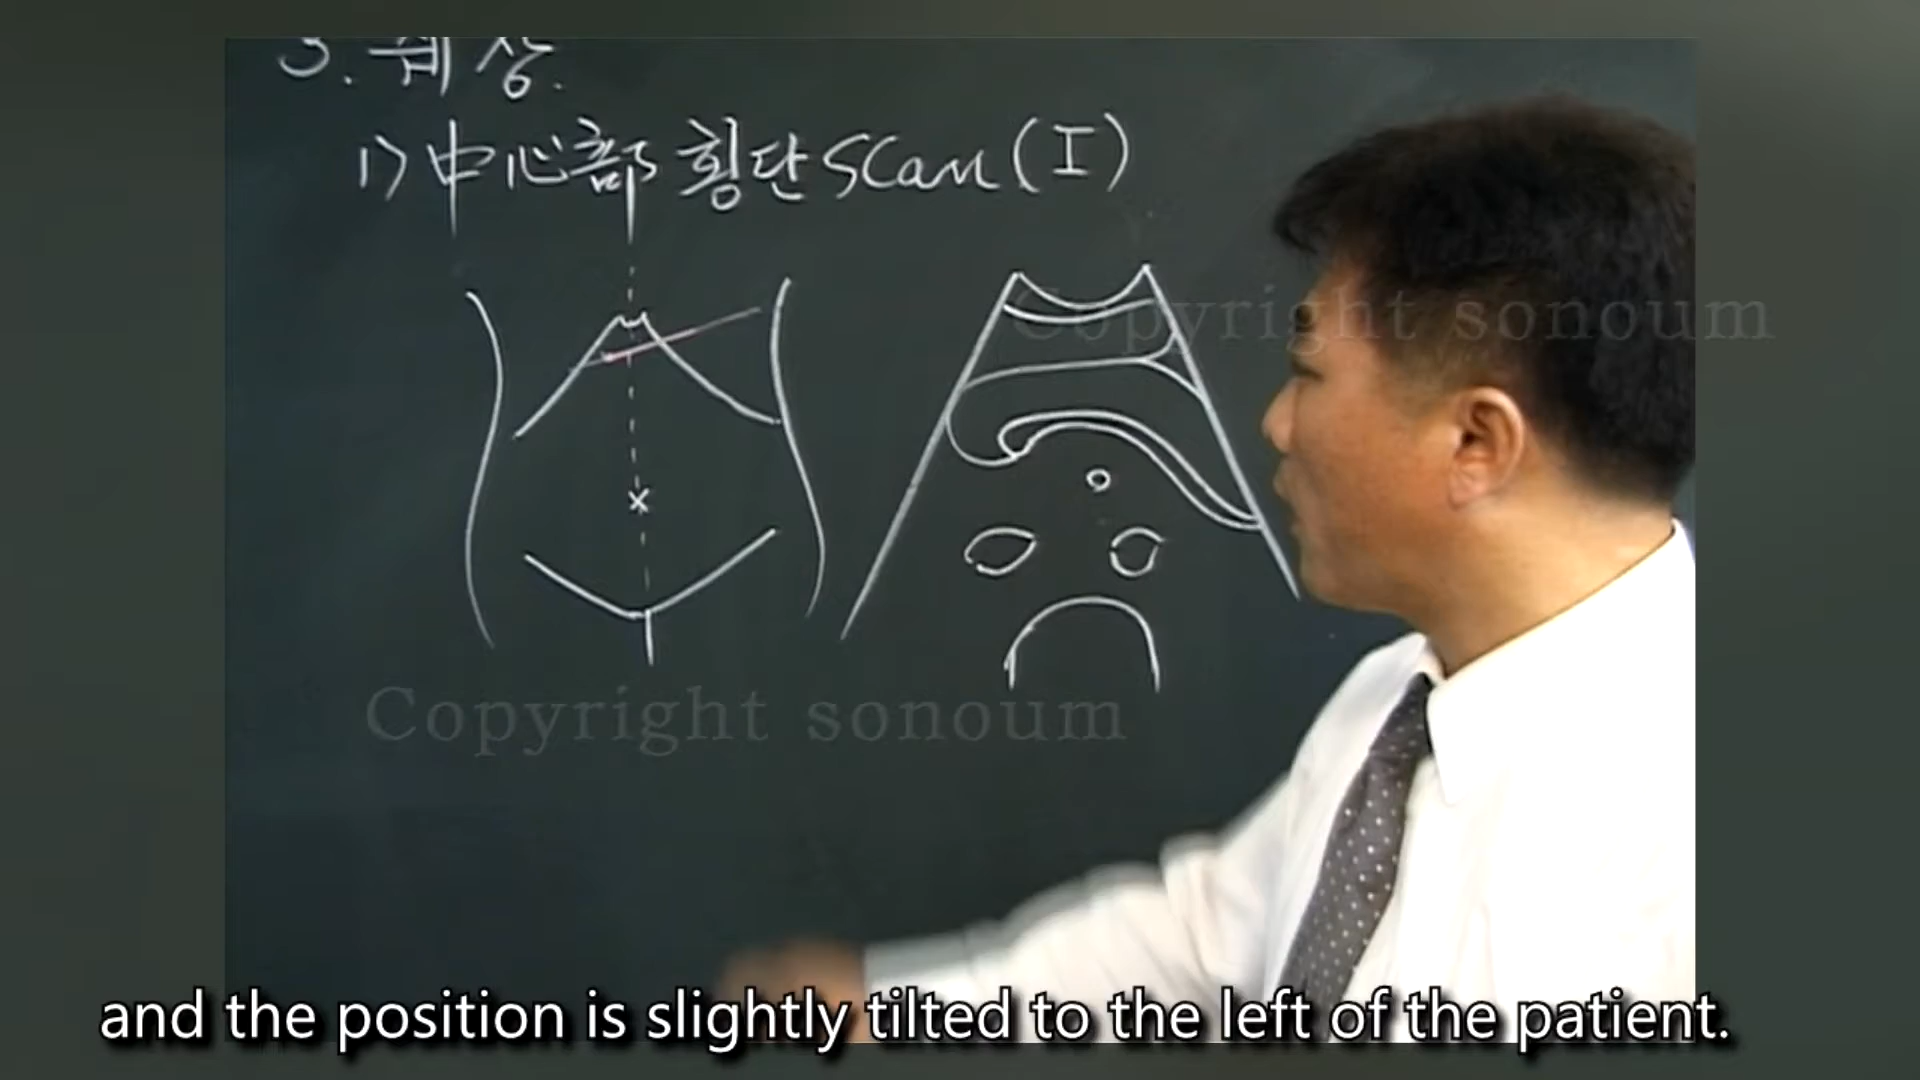 3. 췌상.
1) 中心部 횡단 SCan (I)
Copyright sonoum
Copyright sonoum
and the position is slightly tilted to the left of the patient.